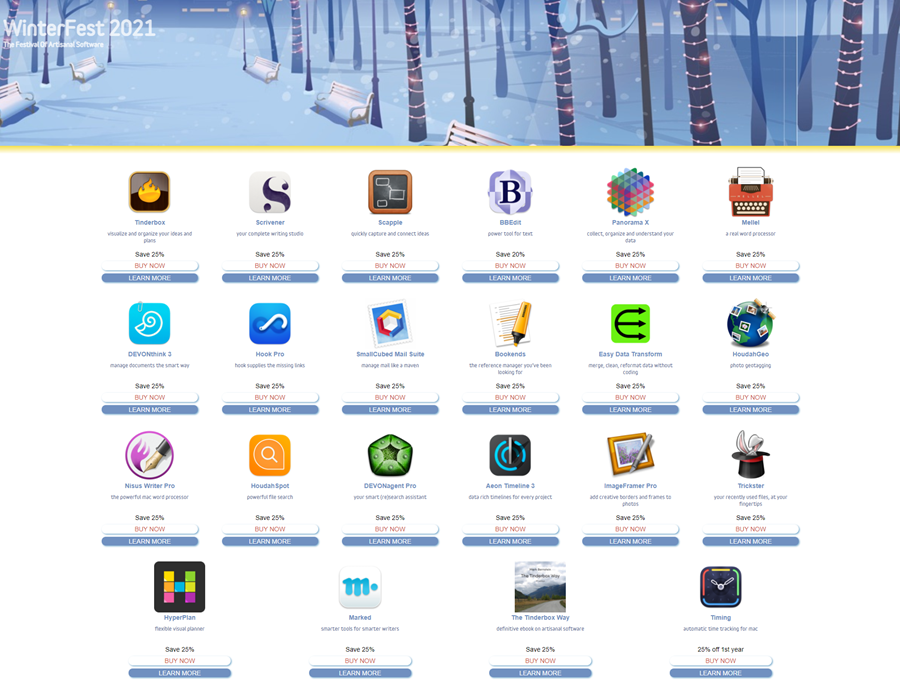 WinterFest 2021
The Festival Of Artisanal Software
Tinderbox
visualize and organize your ideas and
plans
Save 25%
BUY NOW
LEARN MORE
Scrivener
your complete writing studio
Save 25%
BUY NOW
LEARN MORE
Scapple
quickly capture and connect ideas
Save 25%
BUY NOW
LEARN MORE
B
BBEdit
power tool for text
Save 20%
BUY NOW
LEARN MORE
Panorama X
collect, organize and understand your
data
Save 25%
BUY NOW
LEARN MORE
Mellel
a real word processor
Save 25%
BUY NOW
LEARN MORE
DEVONthink 3
manage documents the smart way
Save 25%
BUY NOW
LEARN MORE
Hook Pro
hook supplies the missing links
Save 25%
BUY NOW
LEARN MORE
SmallCubed Mail Suite
manage mail like a maven
Save 25%
BUY NOW
LEARN MORE
Bookends
the reference manager you've been
looking for
Save 25%
BUY NOW
LEARN MORE
Easy Data Transform
merge, clean, reformat data without
coding
Save 25%
BUY NOW
LEARN MORE
HoudahGeo
photo geotagging
Save 25%
BUY NOW
LEARN MORE
Nisus Writer Pro
the powerful mac word processor
Save 25%
BUY NOW
LEARN MORE
HoudahSpot
powerful file search
Save 25%
BUY NOW
LEARN MORE
DEVONagent Pro
your smart (re)search assistant
Save 25%
BUY NOW
LEARN MORE
Aeon Timeline 3
data rich timelines for every project
Save 25%
BUY NOW
LEARN MORE
ImageFramer Pro
add creative borders and frames to
photos
Save 25%
BUY NOW
LEARN MORE
Trickster
your recently used files, at your
fingertips
Save 25%
BUY NOW
LEARN MORE
HyperPlan
flexible visual planner
Save 25%
BUY NOW
LEARN MORE
m.
Marked
smarter tools for smarter writers
Save 25%
BUY NOW
LEARN MORE
The Tinderbox Way
The Tinderbox Way
definitive ebook on artisanal software
Save 25%
BUY NOW
LEARN MORE
Timing
automatic time tracking for mac
25% off 1st year
BUY NOW
LEARN MORE